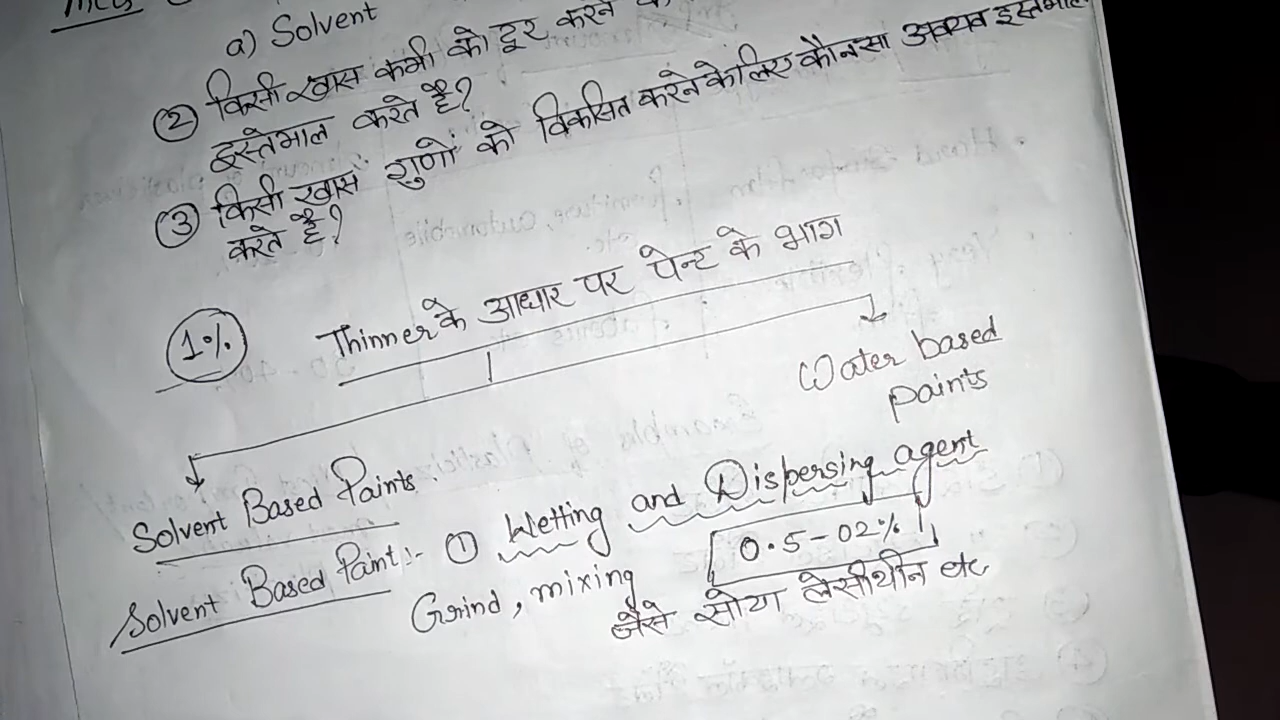 a) Solvent
② किसी खास कमी को दूर करने
इस्तेमाल करते है?
③ किसी खास गुणों को विकसित करने के लिए कौनसा अवयव इस्तेमाल
करते है?
1% Thinner के आधार पर पेन्ट के भाग
Water based
paints
Solvent Based Paints.
Solvent Based Paint:- ① Wetting and Dispersing agent
Grind, mixing 0.5-02%
जैसे सोया लेसीथीन etc